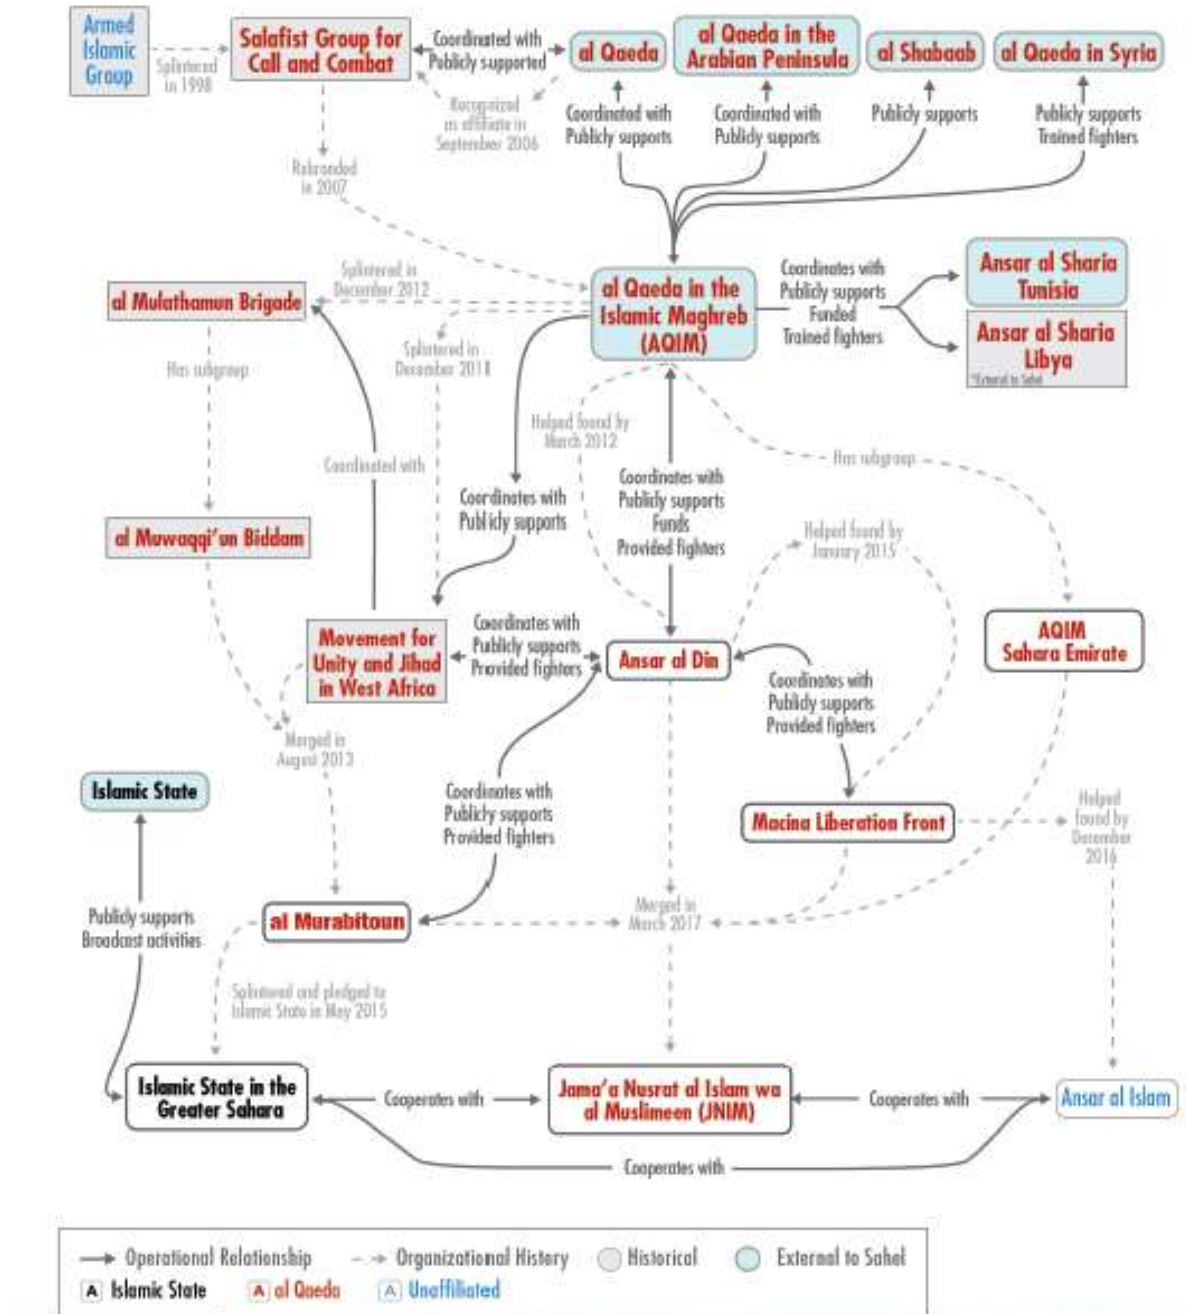 Armed
Islamic
Group
Splintered
in 1998
Salafist Group for
Call and Combat
Coordinated with
Publicly supported
al Qaeda
al Qaeda in the
Arabian Peninsula
al Shabaab
al Qaeda in Syria
Recognized
as affiliate in
September 2006
Coordinated with
Publicly supports
Coordinated with
Publicly supports
Publicly supports
Publicly supports
Trained fighters
Rebranded
in 2007
Splintered in
December 2012
al Mulathamun Brigade
al Qaeda in the
Islamic Maghreb
(AQIM)
Coordinates with
Publicly supports
Funded
Trained fighters
Ansar al Sharia
Tunisia
Ansar al Sharia
Libya
*External to Sahel
Has subgroup
Splintered in
December 2011
Helped found by
March 2012
Has subgroup
Coordinated with
Coordinates with
Publicly supports
Coordinates with
Publicly supports
Funds
Provided fighters
al Muwaqqi'un Biddam
Helped found by
January 2015
Movement for
Unity and Jihad
in West Africa
Coordinates with
Publicly supports
Provided fighters
Ansar al Din
AQIM
Sahara Emirate
Coordinates with
Publicly supports
Provided fighters
Merged in
August 2013
Islamic State
Coordinates with
Publicly supports
Provided fighters
Macina Liberation Front
Helped
found by
December
2016
Publicly supports
Broadcast activities
al Murabitoun
Merged in
March 2017
Splintered and pledged to
Islamic State in May 2015
Islamic State in the
Greater Sahara
Cooperates with
Jama'a Nusrat al Islam wa
al Muslimeen (JNIM)
Cooperates with
Ansar al Islam
Cooperates with
Operational Relationship
Organizational History
Historical
External to Sahel
A Islamic State
A al Qaeda
A Unaffiliated